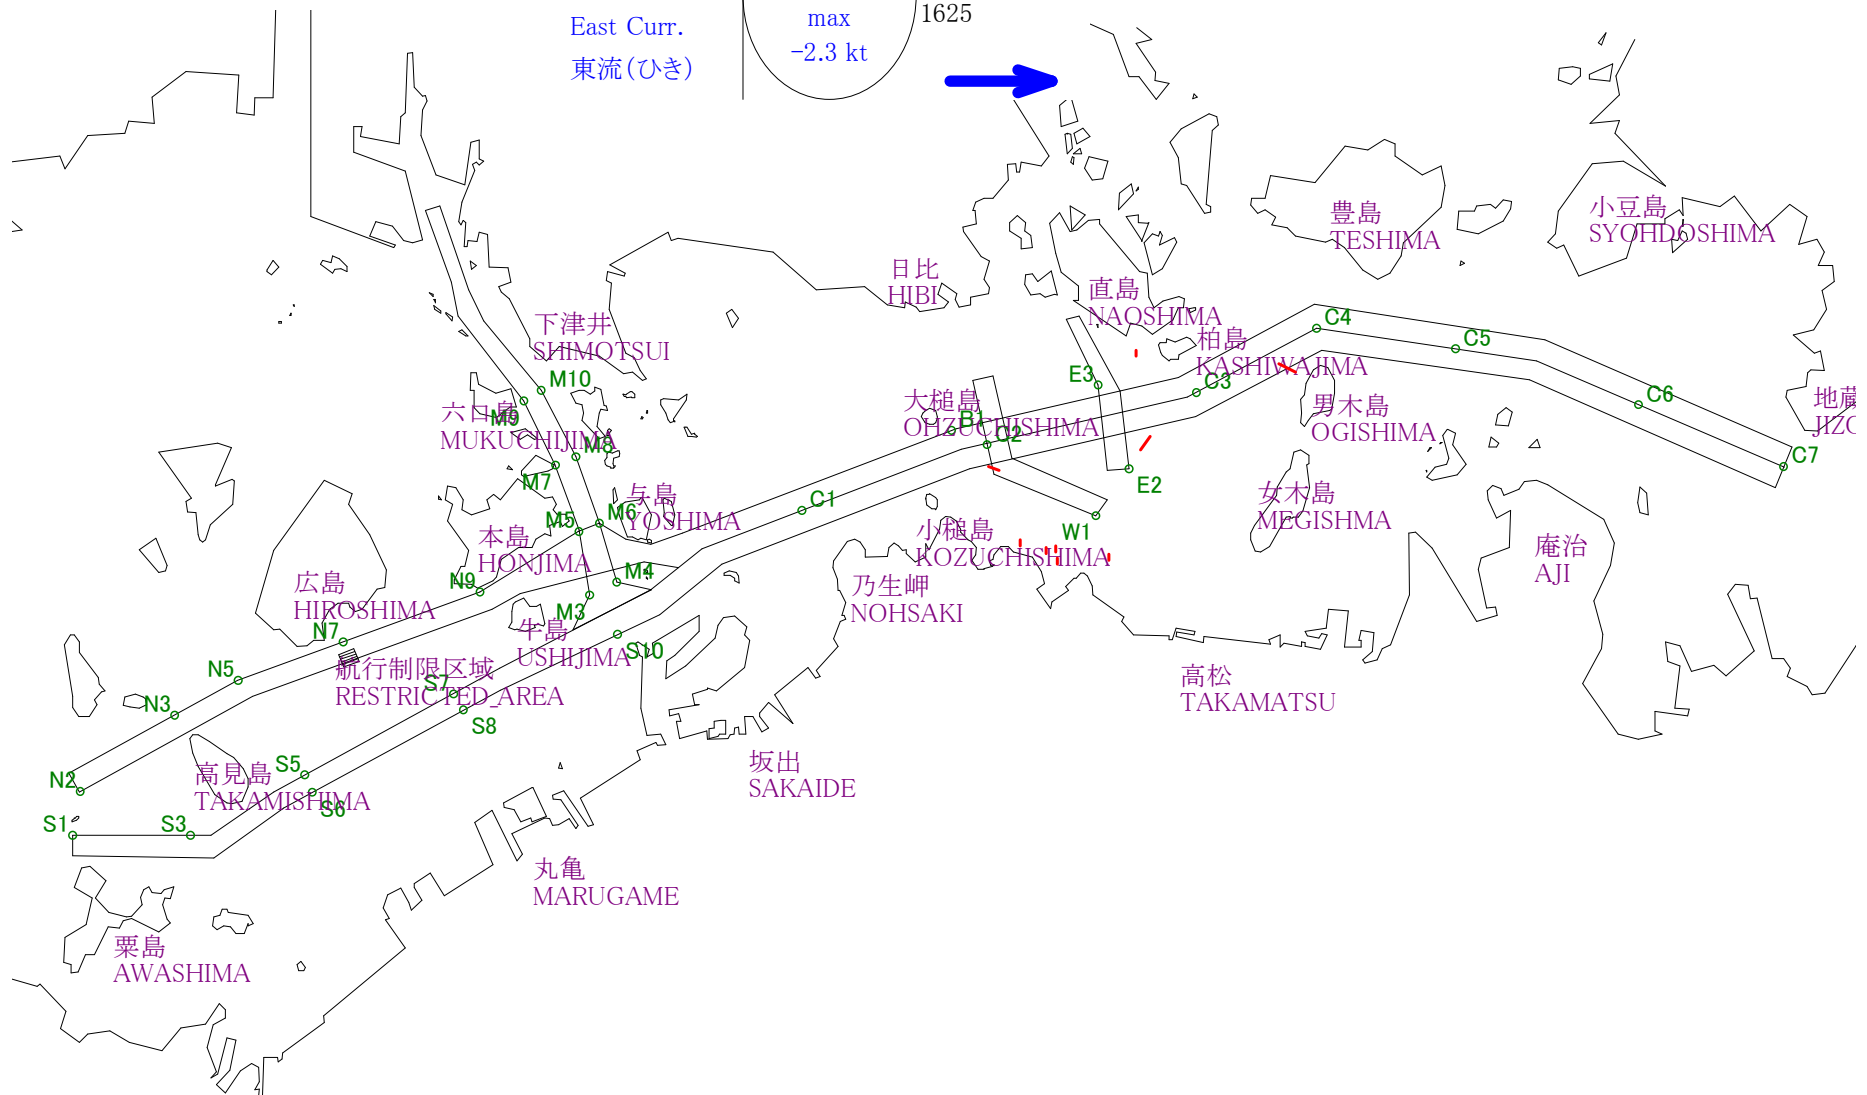 East Curr.
東流(ひき)
max
-2.3 kt
1625
豊島
TESHIMA
小豆島
SYOHDOSHIMA
日比
HIBI
直島
NAOSHIMA
下津井
SHIMOTSUI
柏島
KASHIWAJIMA
C4
C5
M10
E3
C3
C6
地蔵
JIZO
六口島
MUKUCHIJIMA
M9
大槌島
OHZUCHISHIMA
B1
C2
男木島
OGISHIMA
M8
M7
C7
E2
与島
YOSHIMA
C1
女木島
MEGISHMA
M5
M6
本島
HONJIMA
小槌島
KOZUCHISHIMA
W1
庵治
AJI
広島
HIROSHIMA
N9
M4
M3
乃生岬
NOHSAKI
N7
牛島
USHIJIMA
S10
N5
航行制限区域
RESTRICTED_AREA
S7
高松
TAKAMATSU
N3
S8
N2
高見島
TAKAMISHIMA
S5
S6
坂出
SAKAIDE
S1
S3
丸亀
MARUGAME
粟島
AWASHIMA